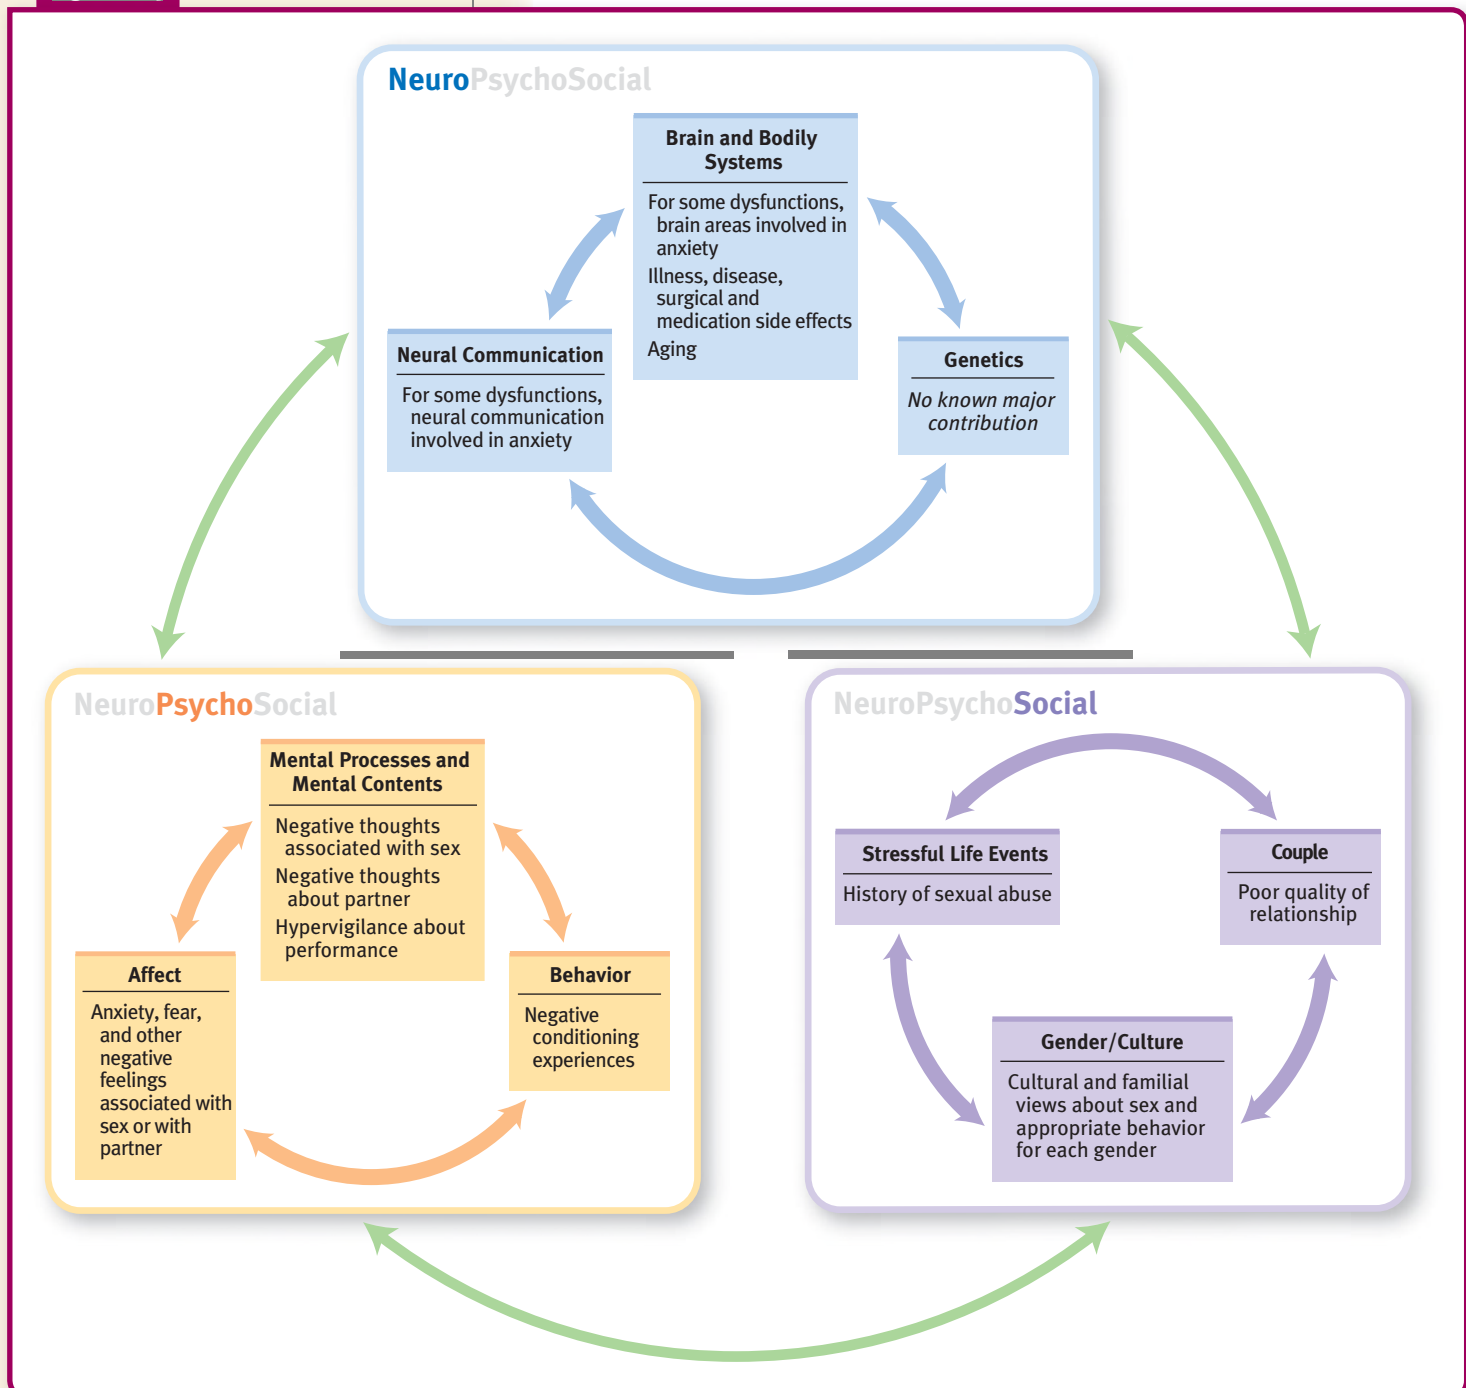 NeuroPsychoSocial
Brain and Bodily
Systems
For some dysfunctions,
brain areas involved in
anxiety
Illness, disease,
surgical and
medication side effects
Aging
Neural Communication
For some dysfunctions,
neural communication
involved in anxiety
Genetics
No known major
contribution
NeuroPsychoSocial
Mental Processes and
Mental Contents
Negative thoughts
associated with sex
Negative thoughts
about partner
Hypervigilance about
performance
Affect
Anxiety, fear,
and other
negative
feelings
associated with
sex or with
partner
Behavior
Negative
conditioning
experiences
NeuroPsychoSocial
Stressful Life Events
History of sexual abuse
Couple
Poor quality of
relationship
Gender/Culture
Cultural and familial
views about sex and
appropriate behavior
for each gender